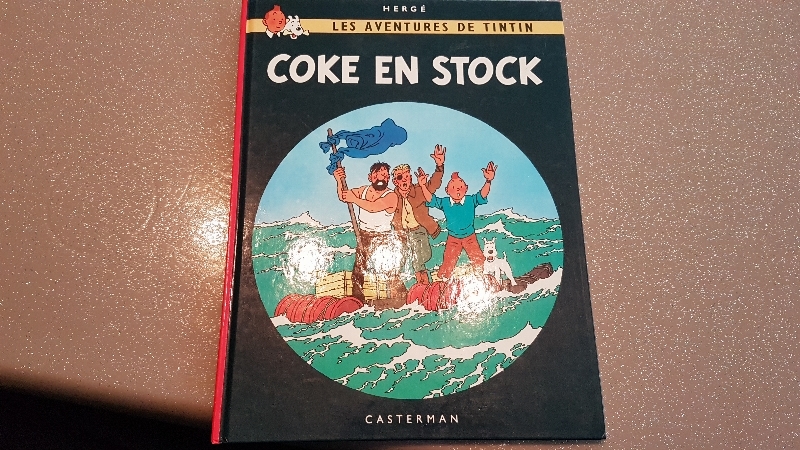 HERGÉ
LES AVENTURES DE TINTIN
COKE EN STOCK
CASTERMAN